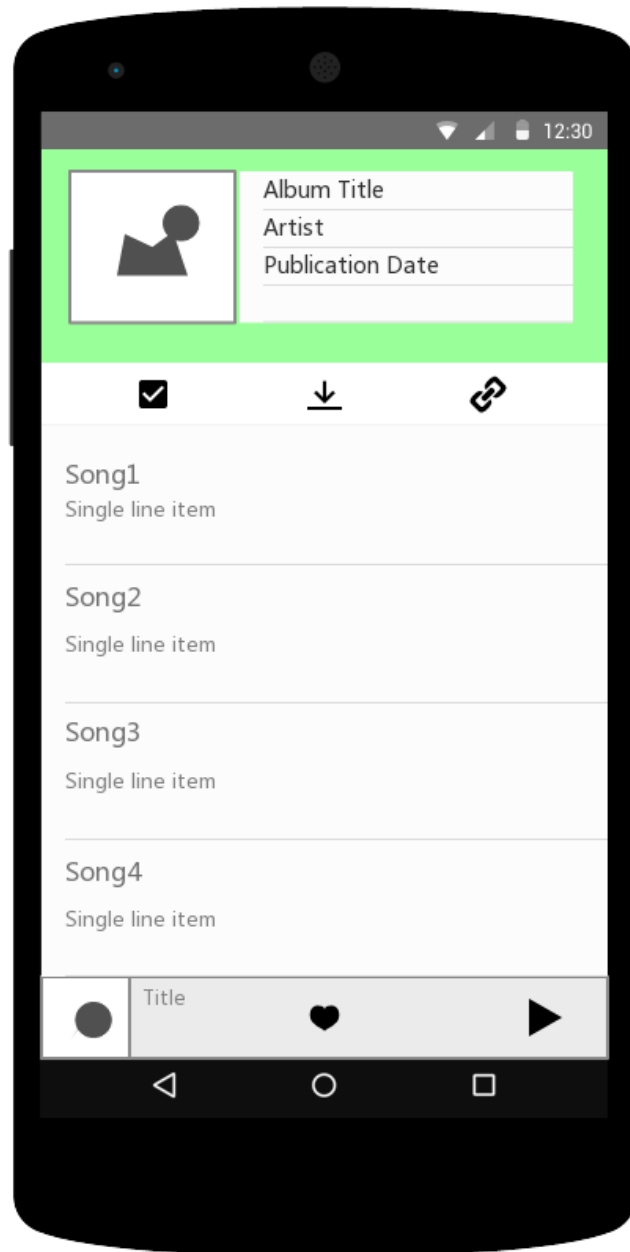 12:30
Album Title
Artist
Publication Date
Song1
Single line item
Song2
Single line item
Song3
Single line item
Song4
Single line item
Title